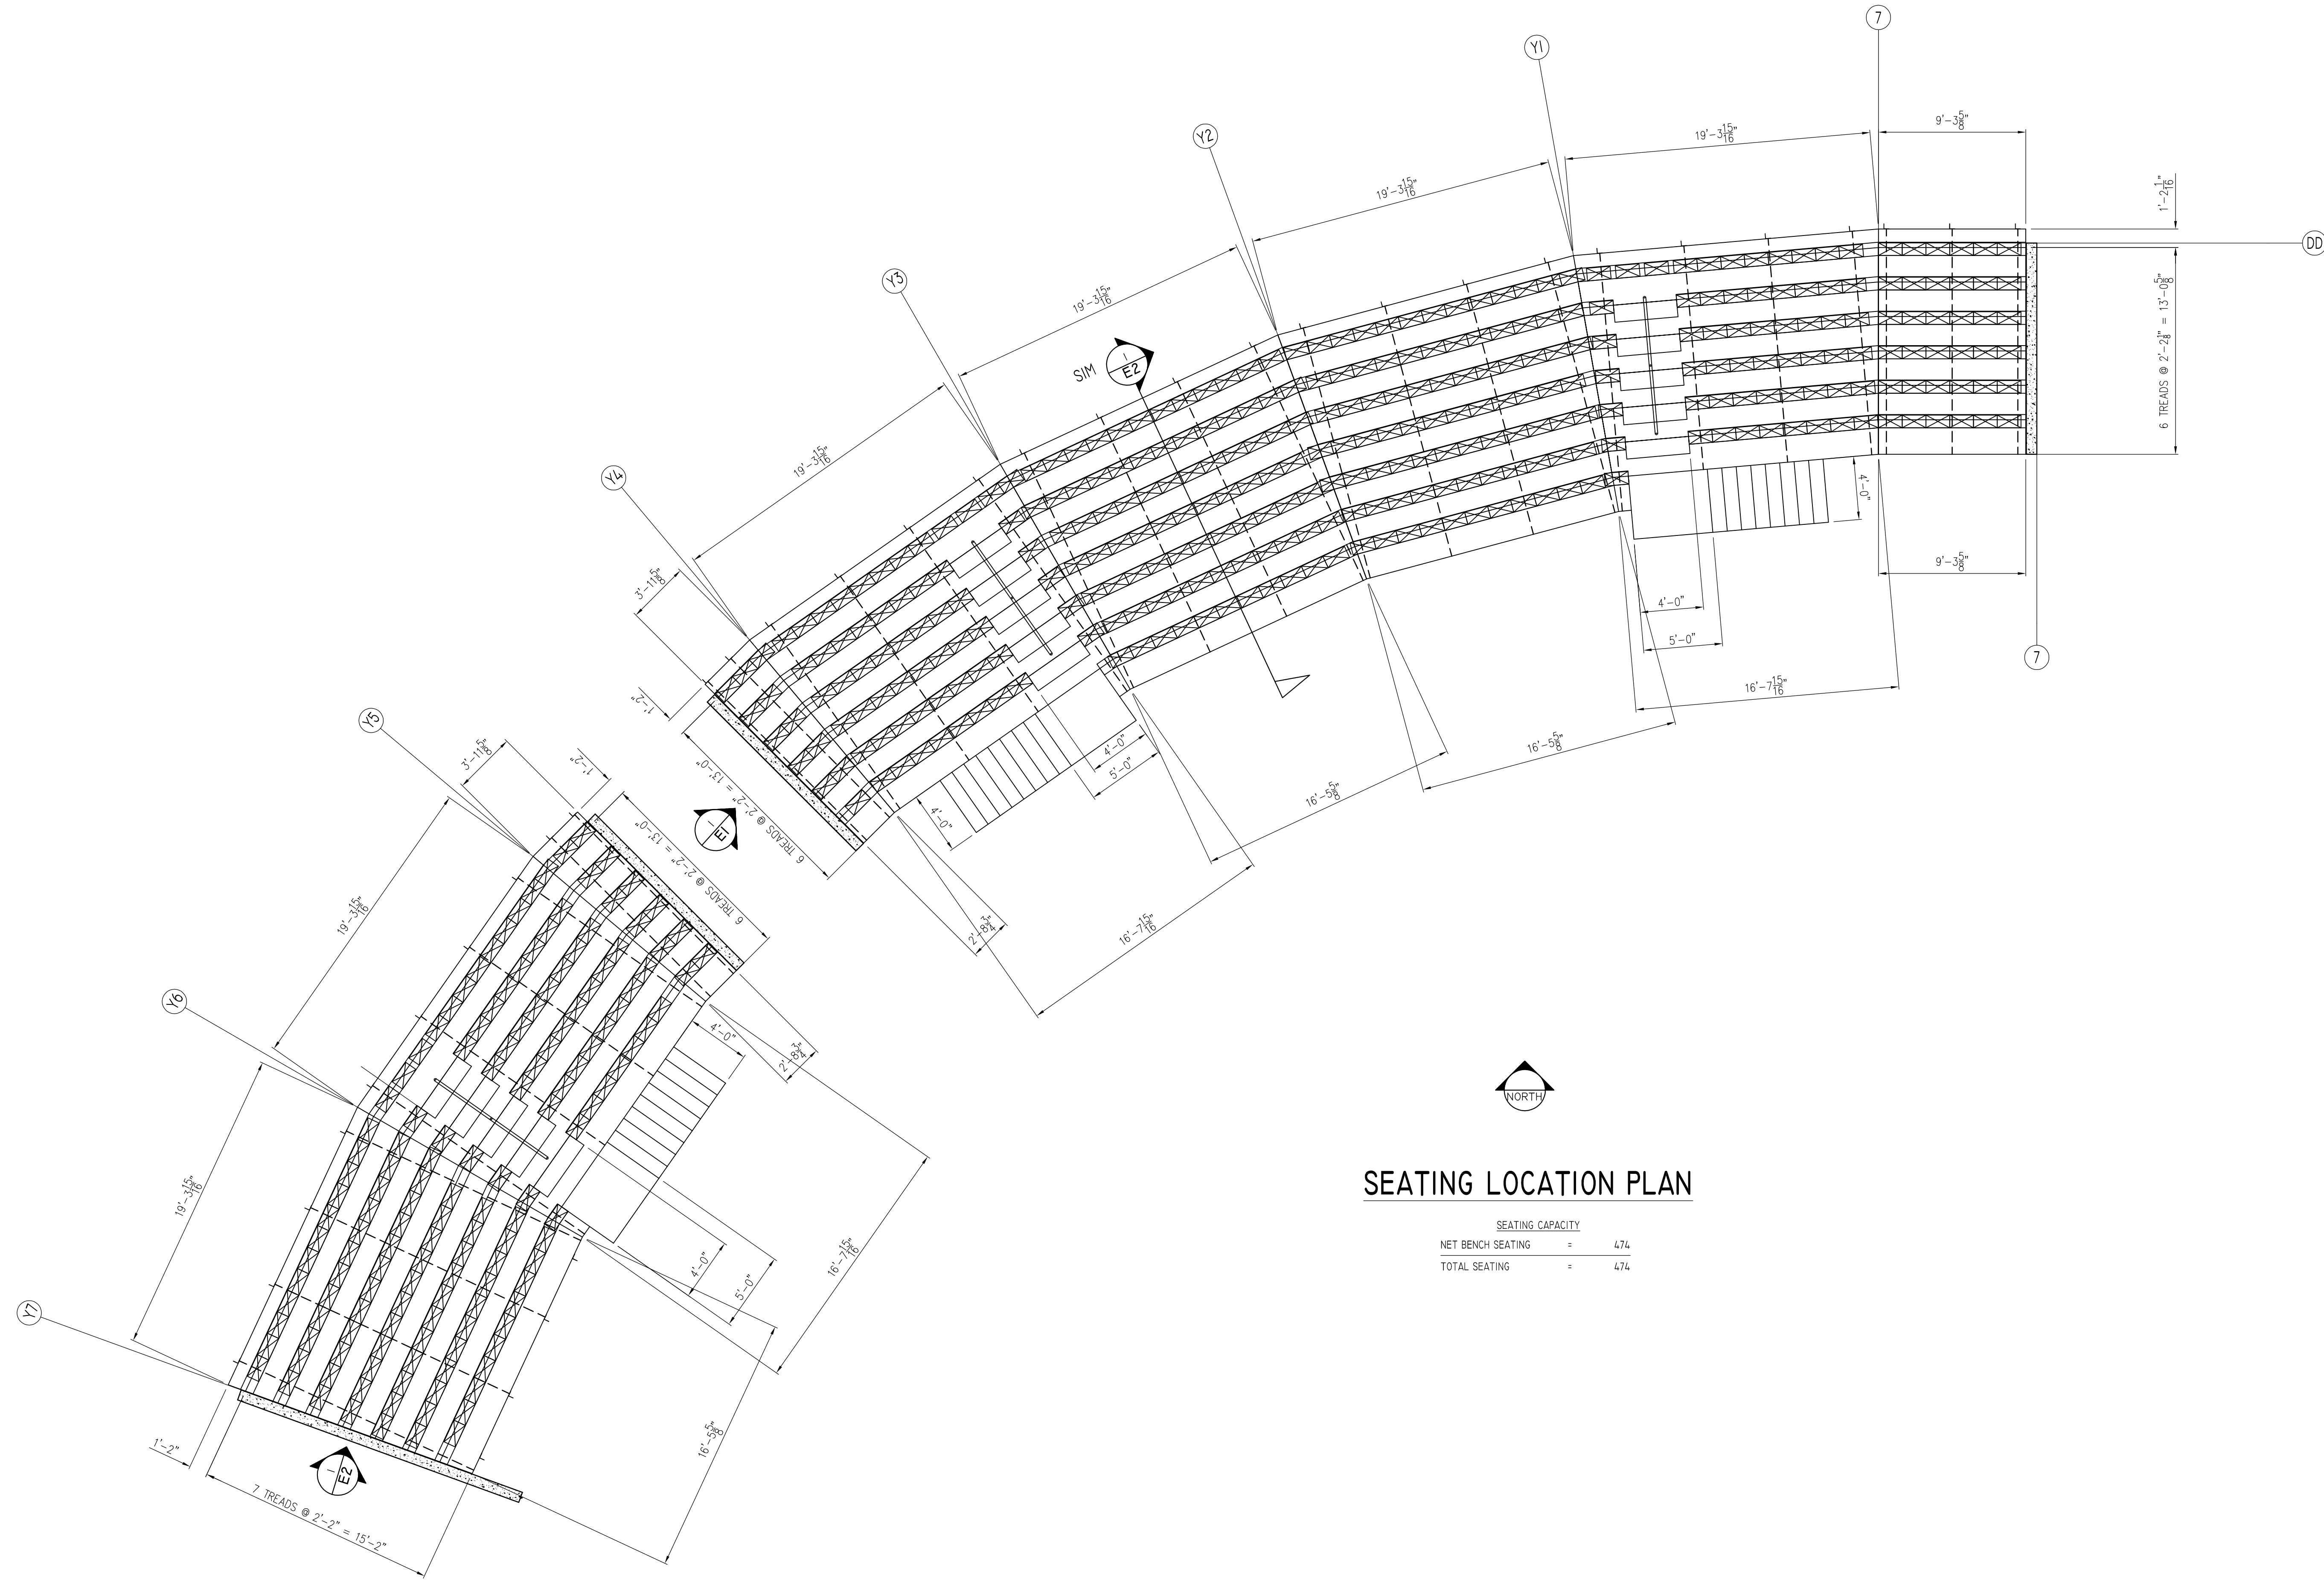 7
Y1
9'-3 5/8"
19'-3 15/16"
Y2
1'-2 1/16"
19'-3 15/16"
DD
Y3
19'-3 15/16"
6 TREADS @ 2'-2 1/8" = 13'-0 5/8"
SIM
1
E2
19'-3 15/16"
Y4
4'-0"
3'-11 5/8"
9'-3 5/8"
4'-0"
5'-0"
7
16'-7 15/16"
1'-2"
Y5
4'-0"
5'-0"
16'-5 5/8"
3'-11 5/8"
1'-2"
16'-5 5/8"
4'-0"
6 TREADS @ 2'-2" = 13'-0"
1
E1
6 TREADS @ 2'-2" = 13'-0"
19'-3 15/16"
2'-8 3/4"
16'-7 15/16"
Y6
4'-0"
2'-8 3/4"
NORTH
19'-3 15/16"
SEATING LOCATION PLAN
SEATING CAPACITY
NET BENCH SEATING = 474
TOTAL SEATING = 474
4'-0"
5'-0"
16'-7 15/16"
Y7
16'-5 5/8"
1'-2"
1
E2
7 TREADS @ 2'-2" = 15'-2"